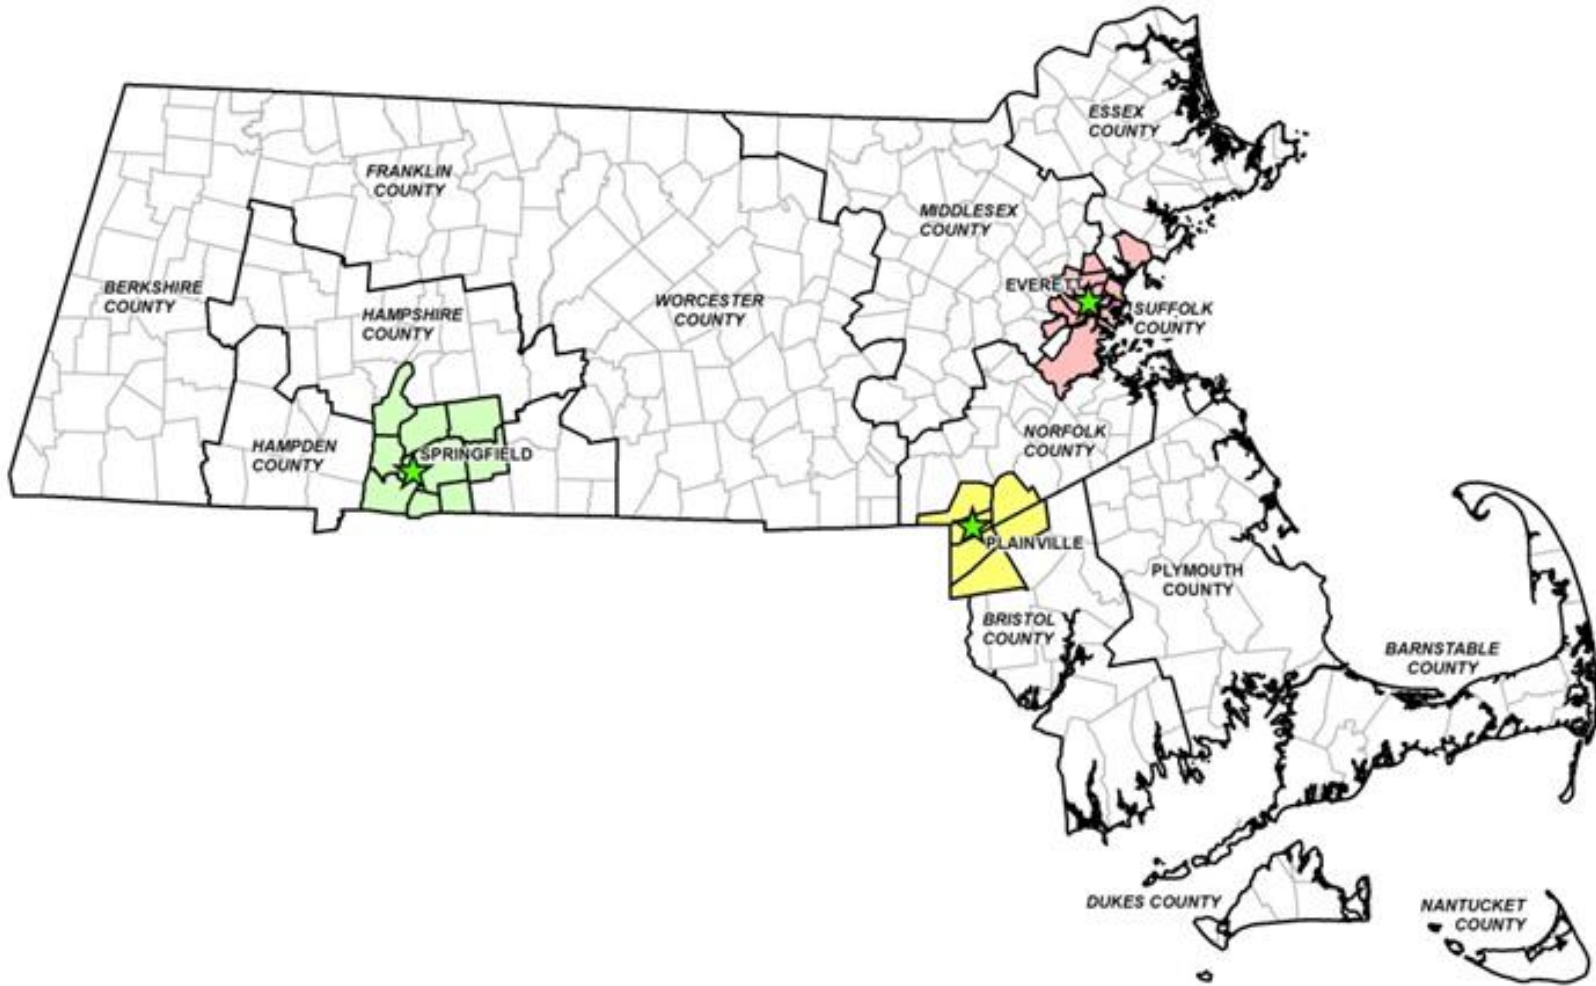 ESSEX
COUNTY
FRANKLIN
COUNTY
MIDDLESEX
COUNTY
BERKSHIRE
COUNTY
HAMPSHIRE
COUNTY
WORCESTER
COUNTY
EVERETT
SUFFOLK
COUNTY
HAMPDEN
COUNTY
SPRINGFIELD
NORFOLK
COUNTY
PLAINVILLE
PLYMOUTH
COUNTY
BRISTOL
COUNTY
BARNSTABLE
COUNTY
DUKES COUNTY
NANTUCKET
COUNTY